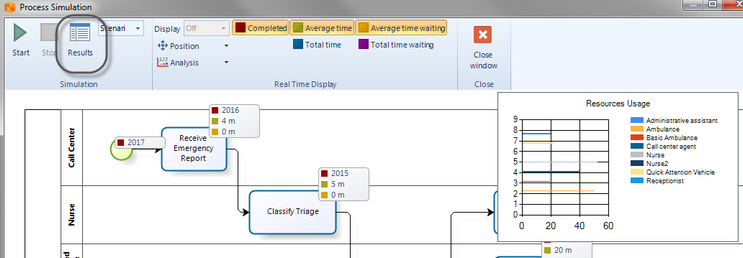 Process Simulation
Start
Stop
Results
Scenari
Simulation
Display
Off
Position
Analysis
Completed
Average time
Average time waiting
Total time
Total time waiting
Real Time Display
Close
window
Close
Call Center
2017
Receive
Emergency
Report
2016
4 m
0 m
Nurse
Classify Triage
2015
5 m
0 m
20 m
Resources Usage
9
8
7
6
5
4
3
2
1
0
0 20 40 60
Administrative assistant
Ambulance
Basic Ambulance
Call center agent
Nurse
Nurse2
Quick Attention Vehicle
Receptionist